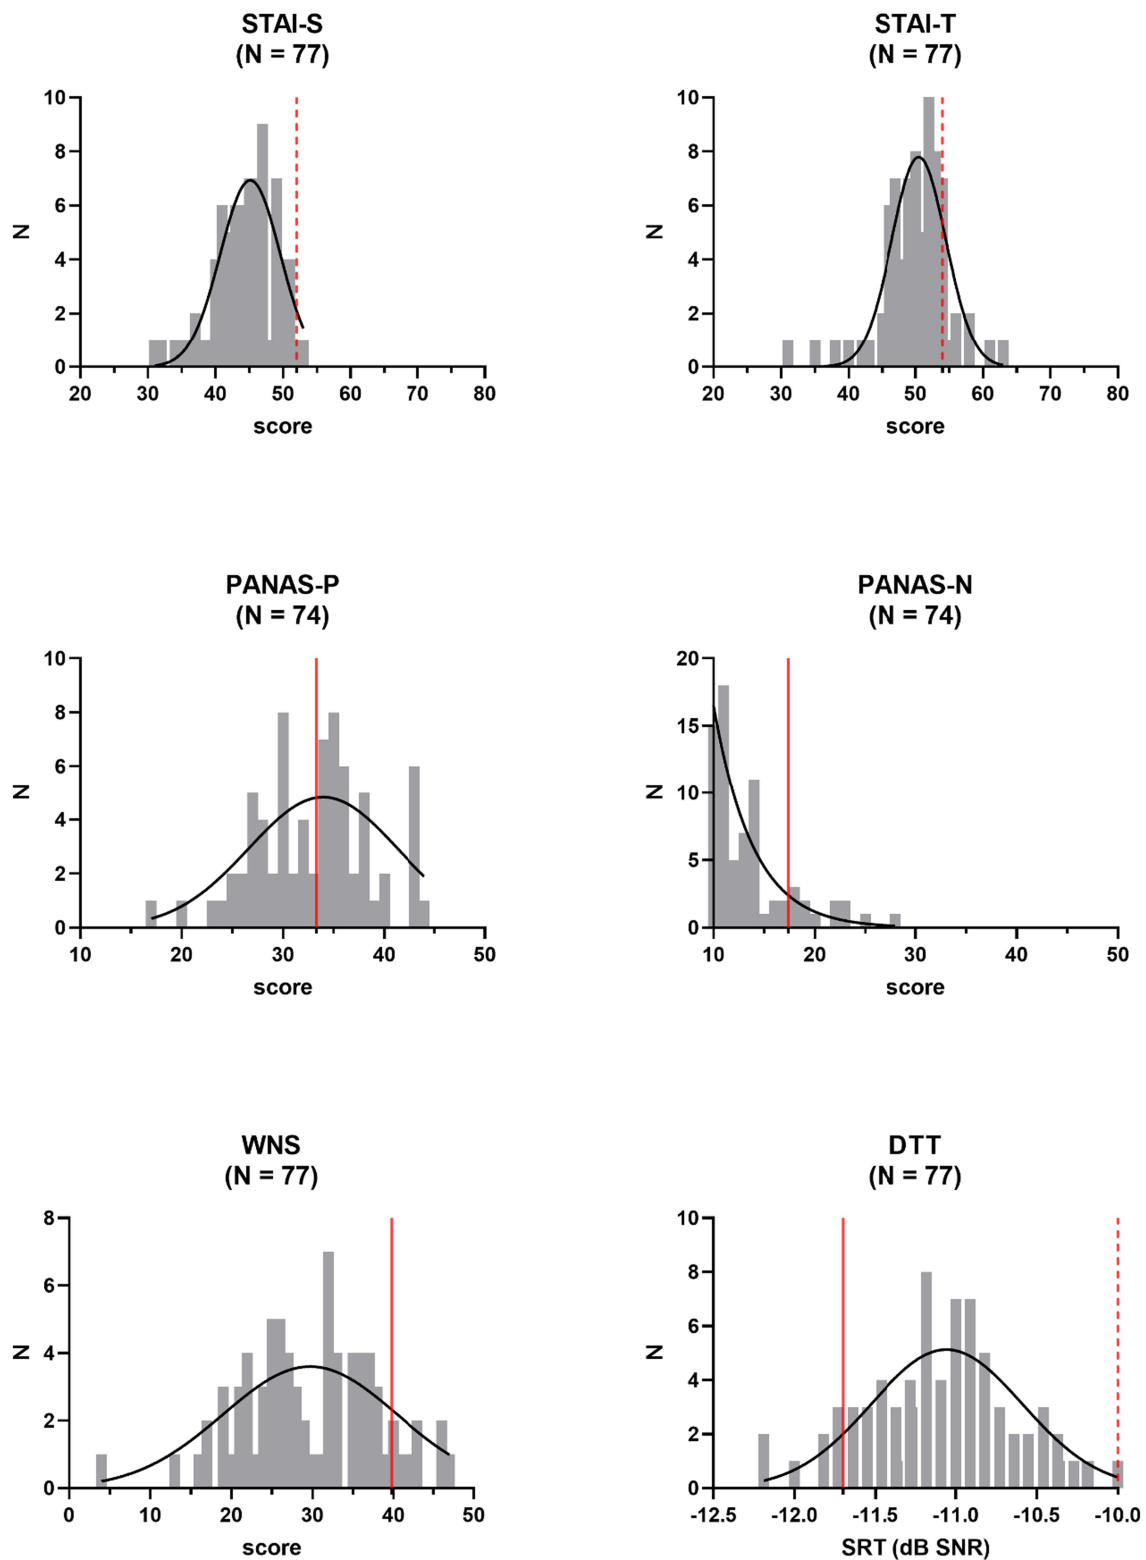 STAI-S
(N = 77)
10
8
6
4
2
0
N
20 30 40 50 60 70 80
score
STAI-T
(N = 77)
10
8
6
4
2
0
N
20 30 40 50 60 70 80
score
PANAS-P
(N = 74)
10
8
6
4
2
0
N
10 20 30 40 50
score
PANAS-N
(N = 74)
20
15
10
5
0
N
10 20 30 40 50
score
WNS
(N = 77)
8
6
4
2
0
N
0 10 20 30 40 50
score
DTT
(N = 77)
10
8
6
4
2
0
N
-12.5 -12.0 -11.5 -11.0 -10.5 -10.0
SRT (dB SNR)